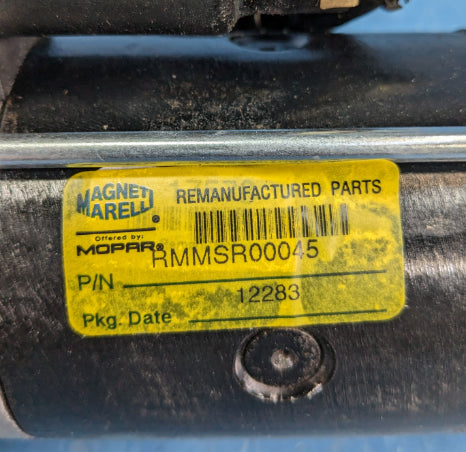 MAGNETI
MARELLI
REMANUFACTURED PARTS
Offered by:
MOPAR®
RMMSR00045
P/N
12283
Pkg. Date